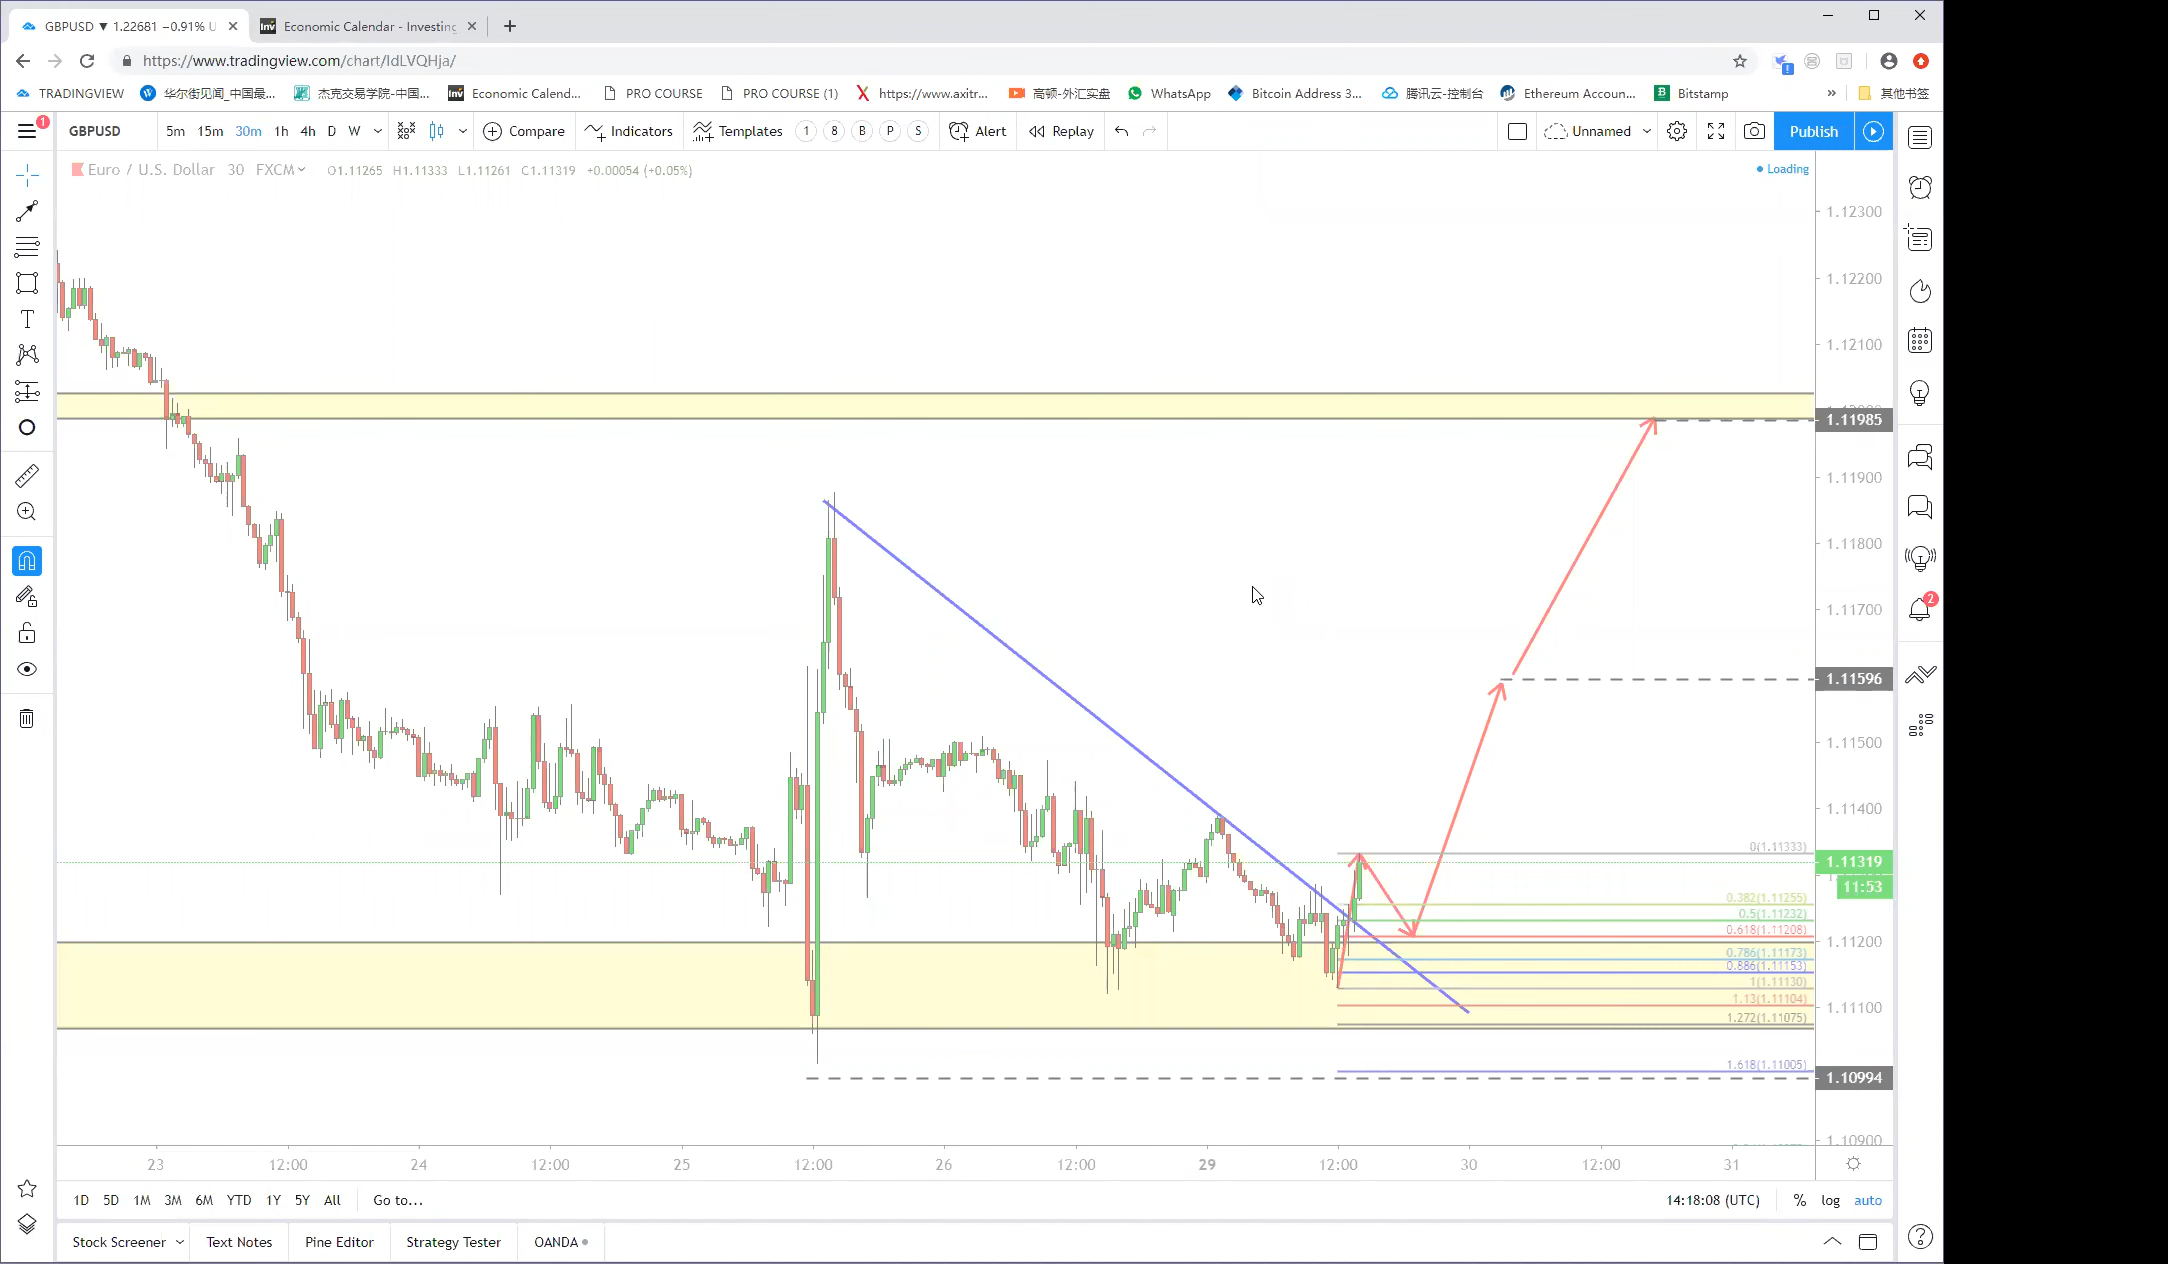 GBPUSD ▼ 1.22681 −0.91% U
Economic Calendar - Investing
https://www.tradingview.com/chart/IdLVQHja/
TRADINGVIEW 华尔街见闻_中国最... 杰克交易学院-中国... Economic Calend... PRO COURSE PRO COURSE (1) https://www.axitr... 高顿-外汇实盘 WhatsApp Bitcoin Address 3... 腾讯云-控制台 Ethereum Accoun... Bitstamp » 其他书签
1 GBPUSD 5m 15m 30m 1h 4h D W Compare Indicators Templates 1 8 B P S Alert Replay Unnamed Publish
Euro / U.S. Dollar 30 FXCM O1.11265 H1.11333 L1.11261 C1.11319 +0.00054 (+0.05%)
Loading
1.12300
1.12200
1.12100
1.11985
1.11900
1.11800
1.11700
2
1.11596
1.11500
1.11400
0(1.11333)
1.11319
11:53
0.382(1.11255)
0.5(1.11232)
0.618(1.11208)
1.11200
0.786(1.11173)
0.886(1.11153)
1(1.11130)
1.13(1.11104)
1.11100
1.272(1.11075)
1.618(1.11005)
1.10994
1.10900
23 12:00 24 12:00 25 12:00 26 12:00 29 12:00 30 12:00 31
1D 5D 1M 3M 6M YTD 1Y 5Y All Go to... 14:18:08 (UTC) % log auto
Stock Screener Text Notes Pine Editor Strategy Tester OANDA